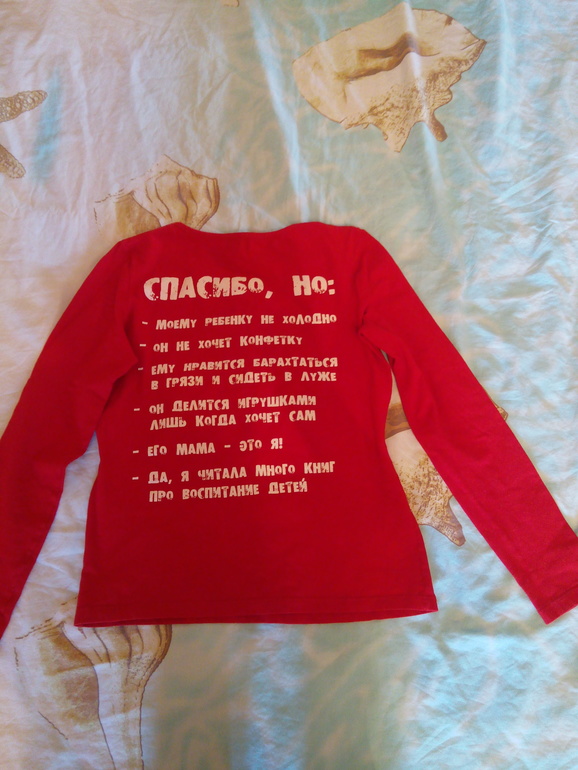 СПАСИБО, НО:
- МОЕМУ РЕБЕНКУ НЕ ХОЛОДНО
- ОН НЕ ХОЧЕТ КОНФЕТКУ
- ЕМУ НРАВИТСЯ БАРАХТАТЬСЯ
В ГРЯЗИ И СИДЕТЬ В ЛУЖЕ
- ОН ДЕЛИТСЯ ИГРУШКАМИ
ЛИШЬ КОГДА ХОЧЕТ САМ
- ЕГО МАМА - ЭТО Я!
- ДА, Я ЧИТАЛА МНОГО КНИГ
ПРО ВОСПИТАНИЕ ДЕТЕЙ